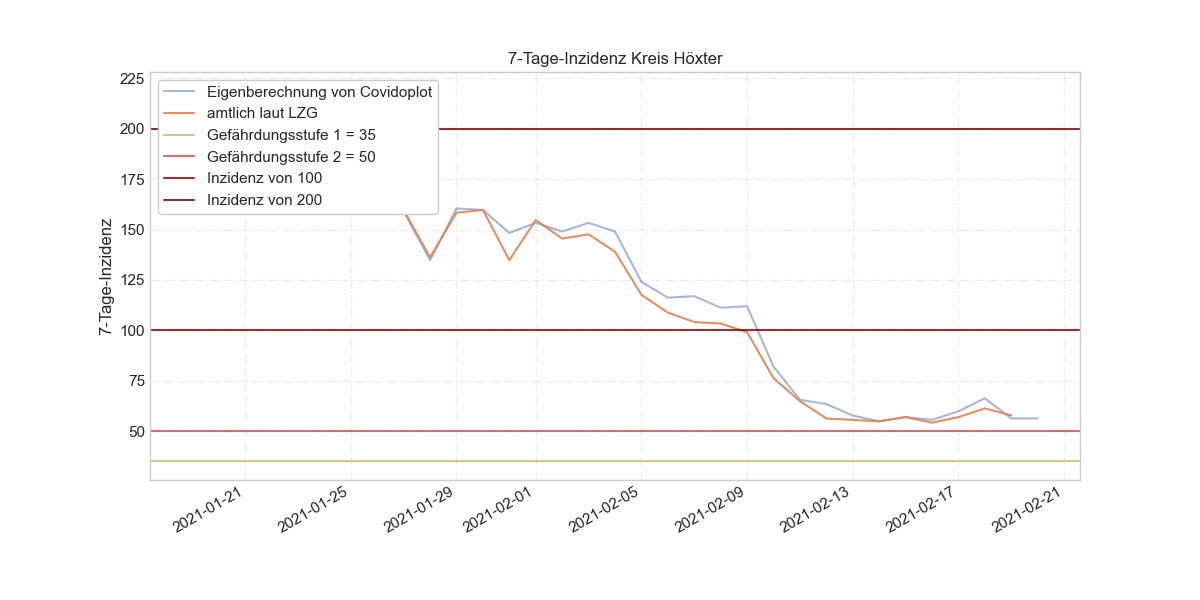 7-Tage-Inzidenz Kreis Höxter
225
200
175
150
125
100
75
50
7-Tage-Inzidenz
Eigenberechnung von Covidoplot
amtlich laut LZG
Gefährdungsstufe 1 = 35
Gefährdungsstufe 2 = 50
Inzidenz von 100
Inzidenz von 200
2021-01-21
2021-01-25
2021-01-29
2021-02-01
2021-02-05
2021-02-09
2021-02-13
2021-02-17
2021-02-21